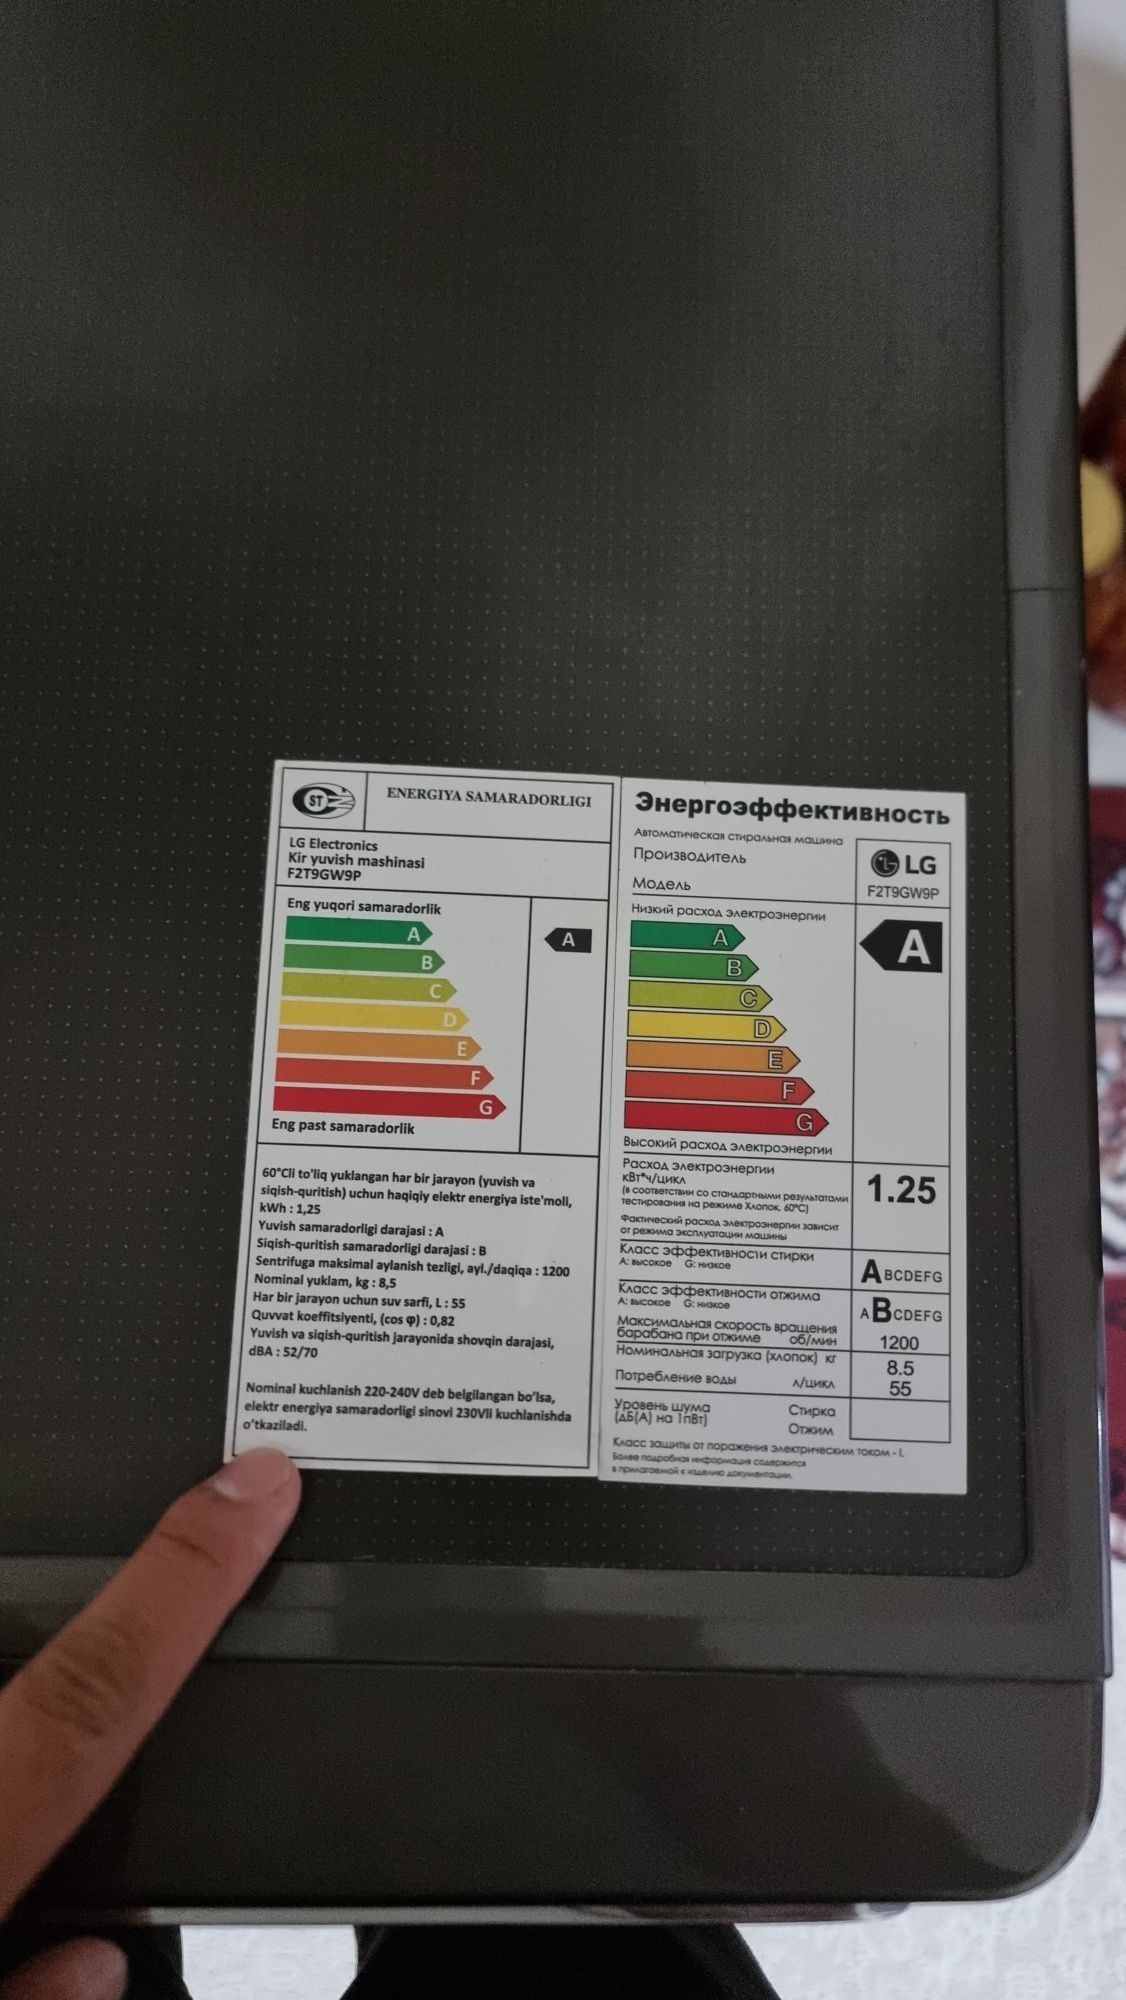 ST
ENERGIYA SAMARADORLIGI
LG Electronics
Kir yuvish mashinasi
F2T9GW9P
Eng yuqori samaradorlik
A
B
C
D
E
F
G
A
Eng past samaradorlik
60°Cli to'liq yuklangan har bir jarayon (yuvish va
siqish-quritish) uchun haqiqiy elektr energiya iste'moli,
kWh : 1,25
Yuvish samaradorligi darajasi : A
Siqish-quritish samaradorligi darajasi : B
Sentrifuga maksimal aylanish tezligi, ayl./daqiqa : 1200
Nominal yuklam, kg : 8,5
Har bir jarayon uchun suv sarfi, L : 55
Quvvat koeffitsiyenti, (cos φ) : 0,82
Yuvish va siqish-quritish jarayonida shovqin darajasi,
dBA : 52/70
Nominal kuchlanish 220-240V deb belgilangan bo'lsa,
elektr energiya samaradorligi sinovi 230Vli kuchlanishda
o'tkaziladi.
Энергоэффективность
Автоматическая стиральная машина
Производитель
LG
Модель
F2T9GW9P
Низкий расход электроэнергии
A
B
C
D
E
F
G
A
Высокий расход электроэнергии
Расход электроэнергии
кВт*ч/цикл
1.25
(в соответствии со стандартными результатами
тестирования на режиме Хлопок, 60°C)
Фактический расход электроэнергии зависит
от режима эксплуатации машины
Класс эффективности стирки
A: высокое G: низкое
ABCDEFG
Класс эффективности отжима
A: высокое G: низкое
ABCDEFG
Максимальная скорость вращения
барабана при отжиме об/мин
1200
Номинальная загрузка (хлопок) кг
8.5
Потребление воды л/цикл
55
Уровень шума Стирка
(дБ(А) на 1пВт)
Отжим
Класс защиты от поражения электрическим током - I.
Более подробная информация содержится
в прилагаемой к изделию документации.